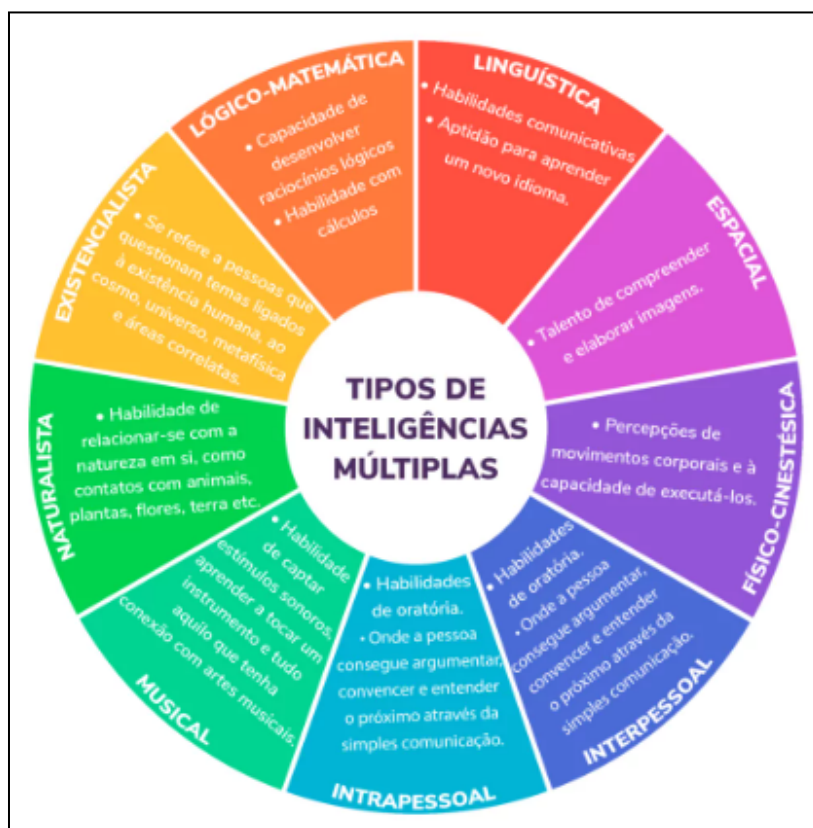 TIPOS DE
INTELIGÊNCIAS
MÚLTIPLAS
LINGUÍSTICA
• Habilidades comunicativas
• Aptidão para aprender
um novo idioma.
ESPACIAL
• Talento de compreender
e elaborar imagens.
FÍSICO-CINESTÉSICA
• Percepções de
movimentos corporais e à
capacidade de executá-los.
INTERPESSOAL
• Habilidades
de oratória.
• Onde a pessoa
consegue argumentar,
convencer e entender
o próximo através da
simples comunicação.
INTRAPESSOAL
• Habilidades
de oratória.
• Onde a pessoa
consegue argumentar,
convencer e entender
o próximo através da
simples comunicação.
MUSICAL
• Habilidade
de captar
estímulos sonoros,
aprender a tocar um
instrumento e tudo
aquilo que tenha
conexão com artes musicais.
NATURALISTA
• Habilidade de
relacionar-se com a
natureza em si, como
contatos com animais,
plantas, flores, terra etc.
EXISTENCIALISTA
• Se refere a pessoas que
questionam temas ligados
à existência humana, ao
cosmo, universo, metafísica
e áreas correlatas.
LÓGICO-MATEMÁTICA
• Capacidade de
desenvolver
raciocínios lógicos
• Habilidade com
cálculos